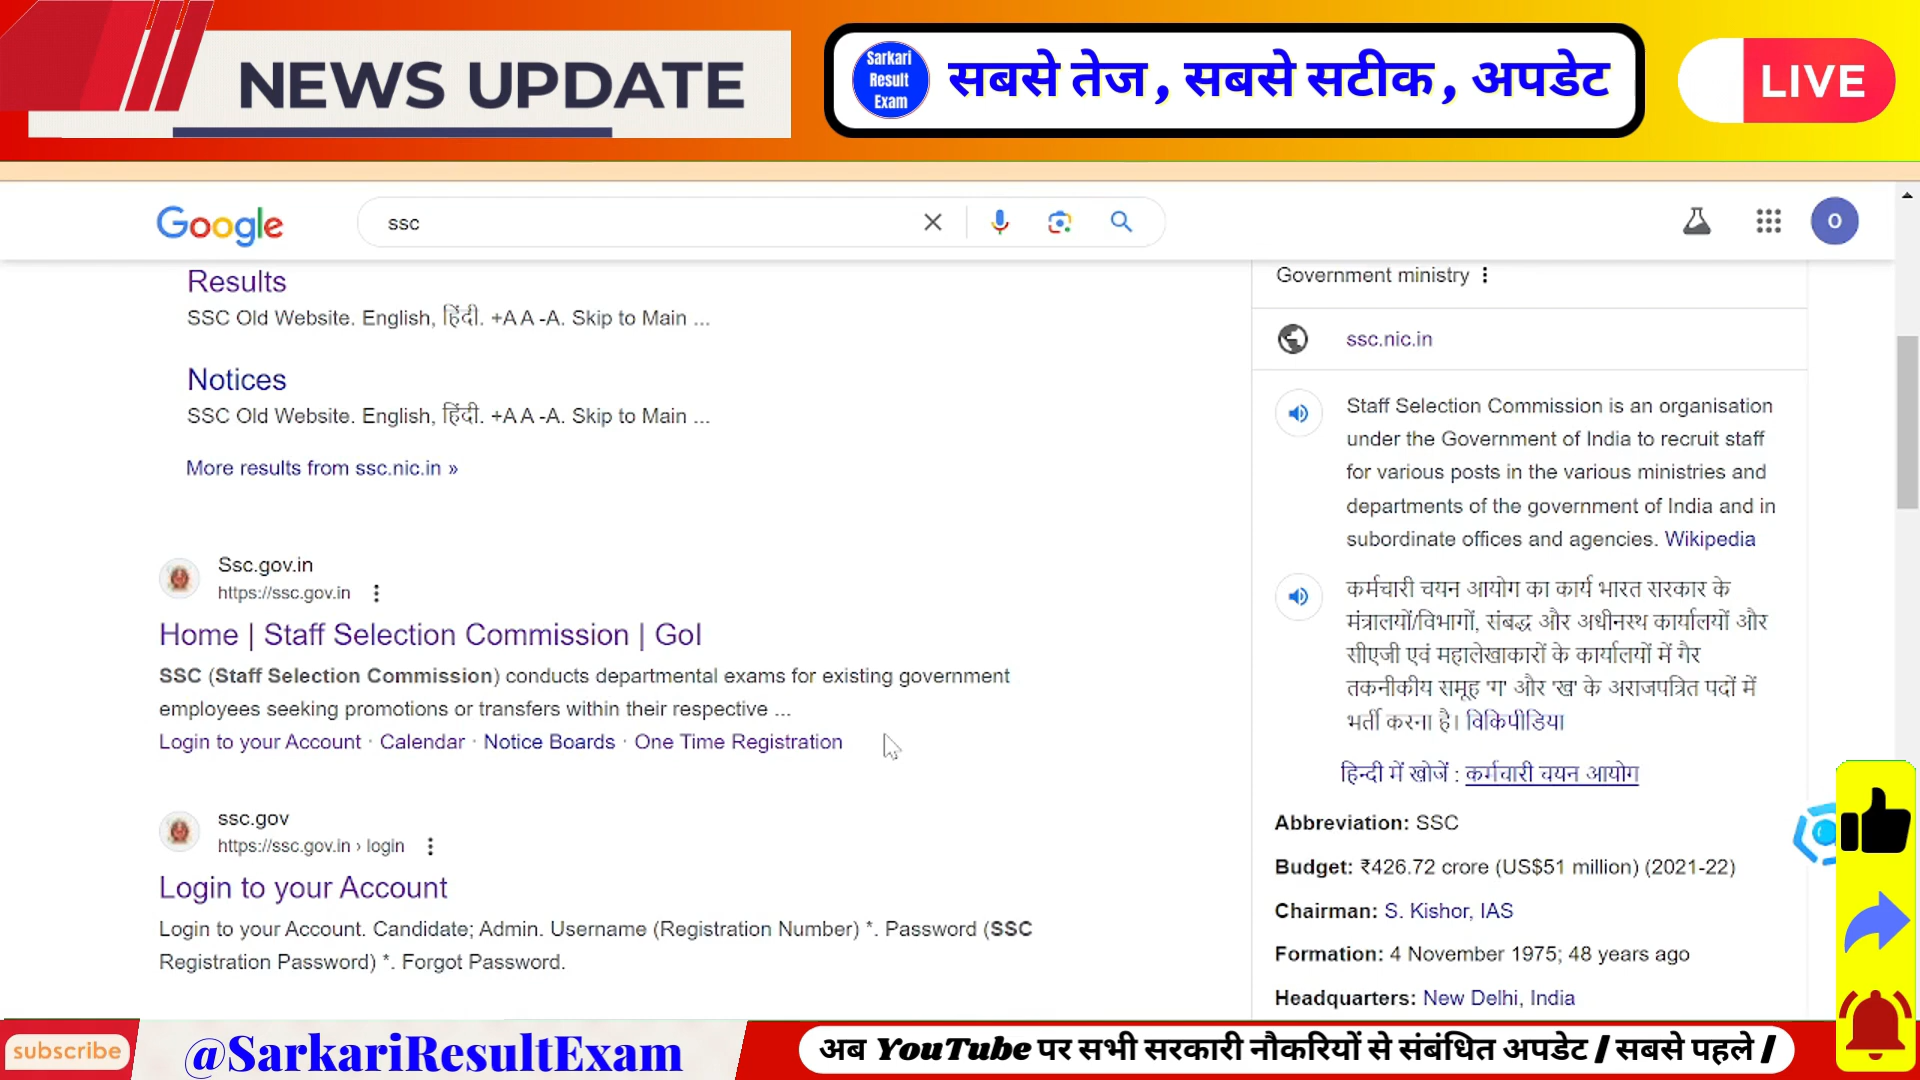 NEWS UPDATE
Sarkari
Result
Exam
सबसे तेज , सबसे सटीक , अपडेट
LIVE
Google
ssc
O
Results
SSC Old Website. English, हिंदी. +A A -A. Skip to Main ...
Notices
SSC Old Website. English, हिंदी. +A A -A. Skip to Main ...
More results from ssc.nic.in »
Ssc.gov.in
https://ssc.gov.in
Home | Staff Selection Commission | GoI
SSC (Staff Selection Commission) conducts departmental exams for existing government
employees seeking promotions or transfers within their respective ...
Login to your Account · Calendar · Notice Boards · One Time Registration
ssc.gov
https://ssc.gov.in › login
Login to your Account
Login to your Account. Candidate; Admin. Username (Registration Number) *. Password (SSC
Registration Password) *. Forgot Password.
Government ministry
ssc.nic.in
Staff Selection Commission is an organisation
under the Government of India to recruit staff
for various posts in the various ministries and
departments of the government of India and in
subordinate offices and agencies. Wikipedia
कर्मचारी चयन आयोग का कार्य भारत सरकार के
मंत्रालयों/विभागों, संबद्ध और अधीनस्थ कार्यालयों और
सीएजी एवं महालेखाकारों के कार्यालयों में गैर
तकनीकीय समूह 'ग' और 'ख' के अराजपत्रित पदों में
भर्ती करना है। विकिपीडिया
हिन्दी में खोजें : कर्मचारी चयन आयोग
Abbreviation: SSC
Budget: ₹426.72 crore (US$51 million) (2021-22)
Chairman: S. Kishor, IAS
Formation: 4 November 1975; 48 years ago
Headquarters: New Delhi, India
subscribe
@SarkariResultExam
अब YouTube पर सभी सरकारी नौकरियों से संबंधित अपडेट / सबसे पहले /